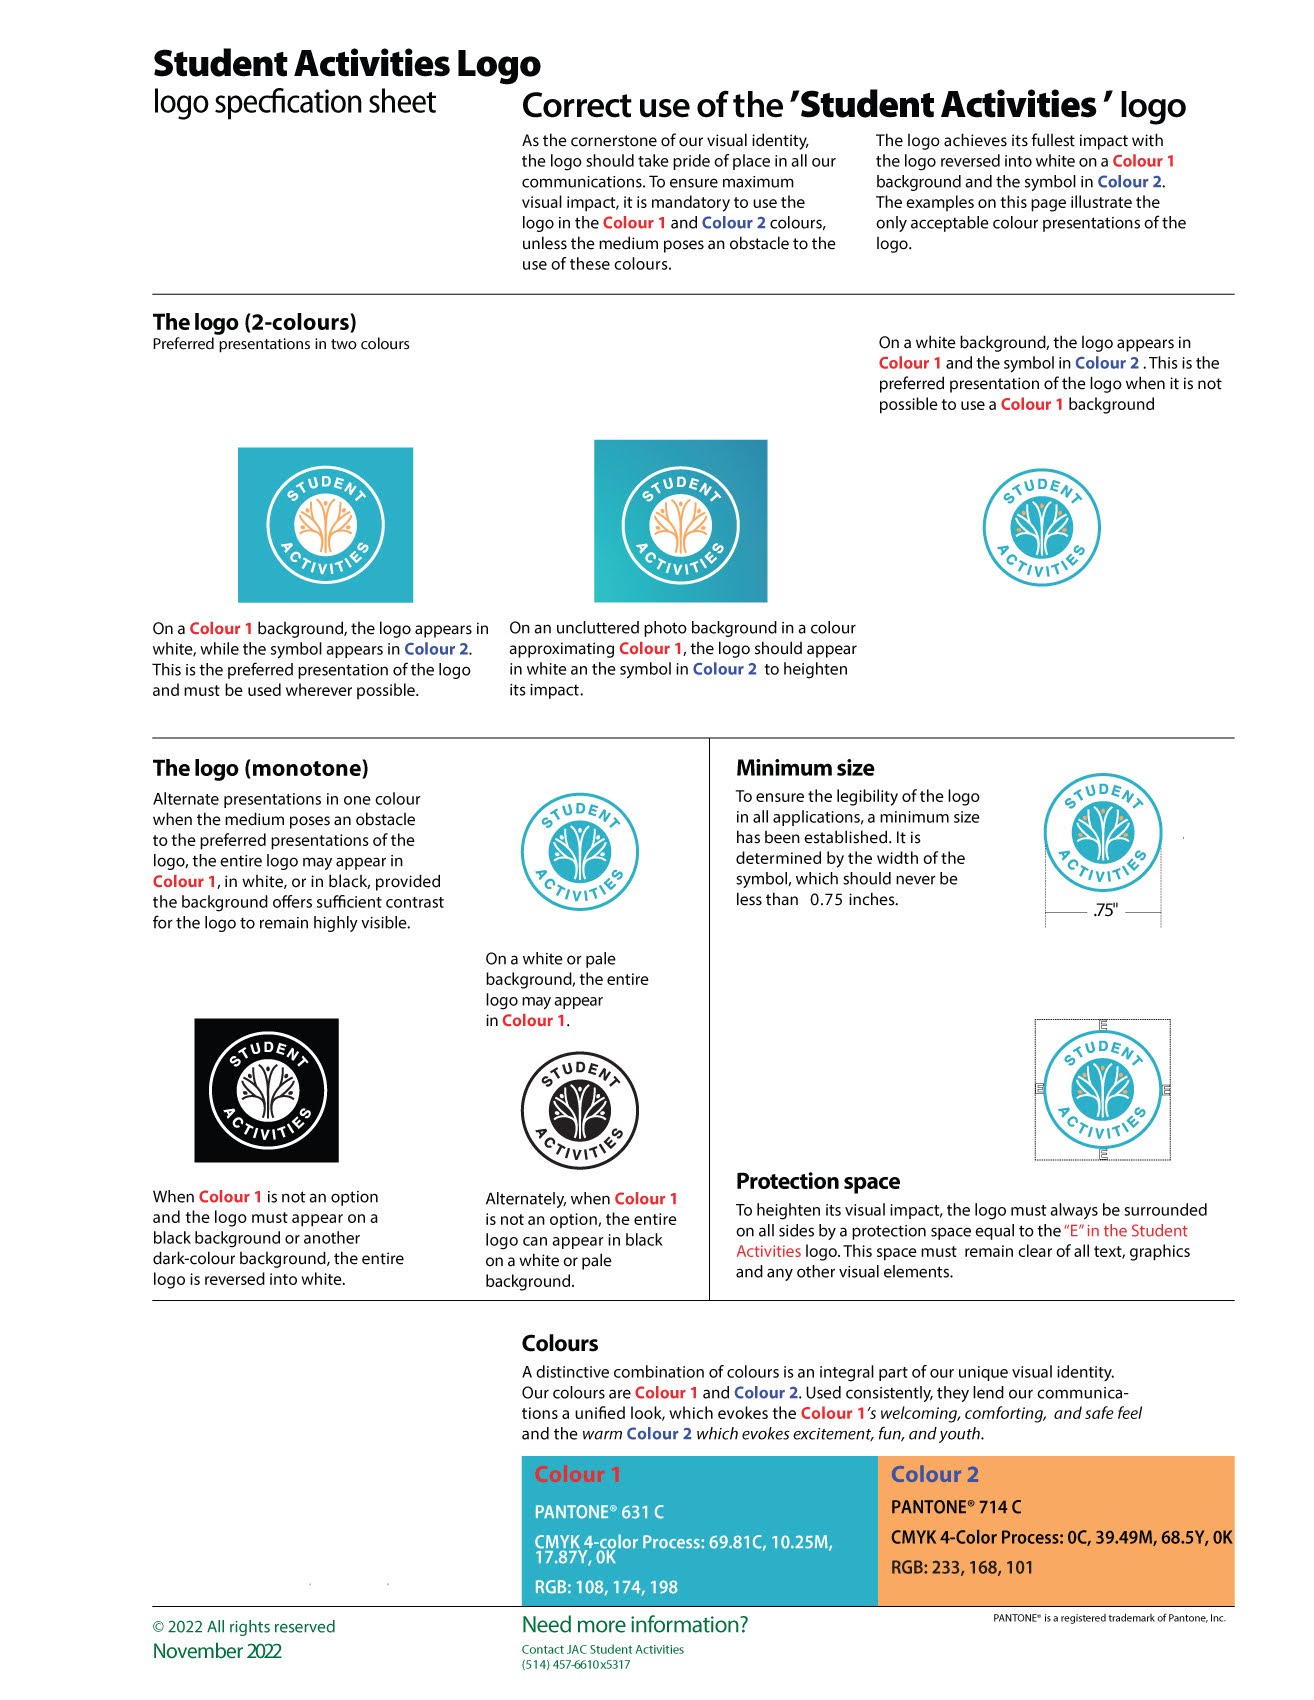 Student Activities Logo
logo specfication sheet
Correct use of the ’Student Activities ’ logo
As the cornerstone of our visual identity,
the logo should take pride of place in all our
communications. To ensure maximum
visual impact, it is mandatory to use the
logo in the Colour 1 and Colour 2 colours,
unless the medium poses an obstacle to the
use of these colours.
The logo achieves its fullest impact with
the logo reversed into white on a Colour 1
background and the symbol in Colour 2.
The examples on this page illustrate the
only acceptable colour presentations of the
logo.
The logo (2-colours)
Preferred presentations in two colours
On a white background, the logo appears in
Colour 1 and the symbol in Colour 2 . This is the
preferred presentation of the logo when it is not
possible to use a Colour 1 background
STUDENT
ACTIVITIES
STUDENT
ACTIVITIES
STUDENT
ACTIVITIES
On a Colour 1 background, the logo appears in
white, while the symbol appears in Colour 2.
This is the preferred presentation of the logo
and must be used wherever possible.
On an uncluttered photo background in a colour
approximating Colour 1, the logo should appear
in white an the symbol in Colour 2 to heighten
its impact.
The logo (monotone)
Alternate presentations in one colour
when the medium poses an obstacle
to the preferred presentations of the
logo, the entire logo may appear in
Colour 1, in white, or in black, provided
the background offers sufficient contrast
for the logo to remain highly visible.
STUDENT
ACTIVITIES
On a white or pale
background, the entire
logo may appear
in Colour 1.
STUDENT
ACTIVITIES
STUDENT
ACTIVITIES
When Colour 1 is not an option
and the logo must appear on a
black background or another
dark-colour background, the entire
logo is reversed into white.
Alternately, when Colour 1
is not an option, the entire
logo can appear in black
on a white or pale
background.
Minimum size
To ensure the legibility of the logo
in all applications, a minimum size
has been established. It is
determined by the width of the
symbol, which should never be
less than 0.75 inches.
STUDENT
ACTIVITIES
.75"
E
STUDENT
E
E
ACTIVITIES
E
Protection space
To heighten its visual impact, the logo must always be surrounded
on all sides by a protection space equal to the “E” in the Student
Activities logo. This space must remain clear of all text, graphics
and any other visual elements.
Colours
A distinctive combination of colours is an integral part of our unique visual identity.
Our colours are Colour 1 and Colour 2. Used consistently, they lend our communica-
tions a unified look, which evokes the Colour 1’s welcoming, comforting, and safe feel
and the warm Colour 2 which evokes excitement, fun, and youth.
Colour 1
PANTONE® 631 C
CMYK 4-color Process: 69.81C, 10.25M,
17.87Y, 0K
RGB: 108, 174, 198
Colour 2
PANTONE® 714 C
CMYK 4-Color Process: 0C, 39.49M, 68.5Y, 0K
RGB: 233, 168, 101
© 2022 All rights reserved
November 2022
Need more information?
Contact JAC Student Activities
(514) 457-6610 x5317
PANTONE® is a registered trademark of Pantone, Inc.